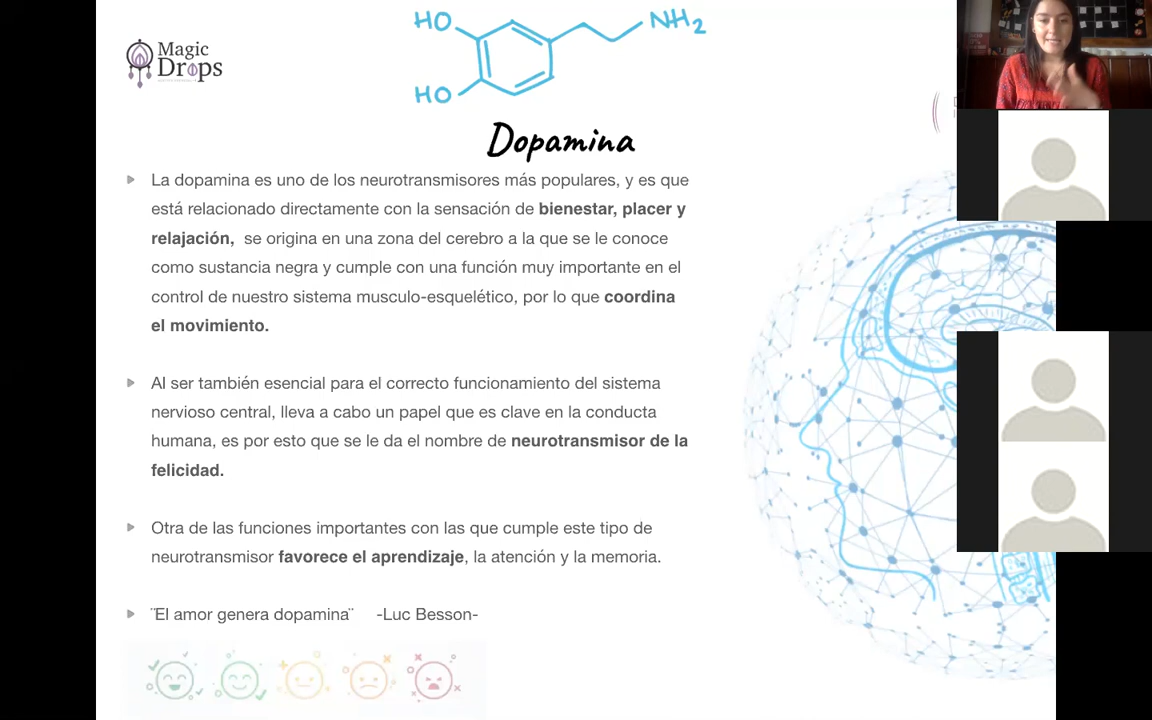 HO
NH2
HO
Magic
Drops
Dopamina
La dopamina es uno de los neurotransmisores más populares, y es que
está relacionado directamente con la sensación de bienestar, placer y
relajación, se origina en una zona del cerebro a la que se le conoce
como sustancia negra y cumple con una función muy importante en el
control de nuestro sistema musculo-esquelético, por lo que coordina
el movimiento.
Al ser también esencial para el correcto funcionamiento del sistema
nervioso central, lleva a cabo un papel que es clave en la conducta
humana, es por esto que se le da el nombre de neurotransmisor de la
felicidad.
Otra de las funciones importantes con las que cumple este tipo de
neurotransmisor favorece el aprendizaje, la atención y la memoria.
¨El amor genera dopamina¨ -Luc Besson-